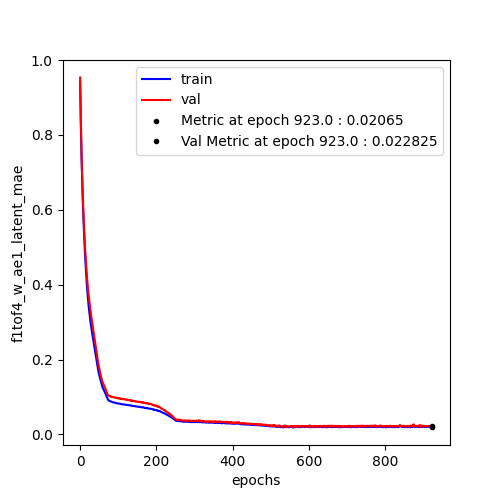 1.0
0.8
0.6
0.4
0.2
0.0
f1tof4_w_ae1_latent_mae
train
val
Metric at epoch 923.0 : 0.02065
Val Metric at epoch 923.0 : 0.022825
0 200 400 600 800
epochs